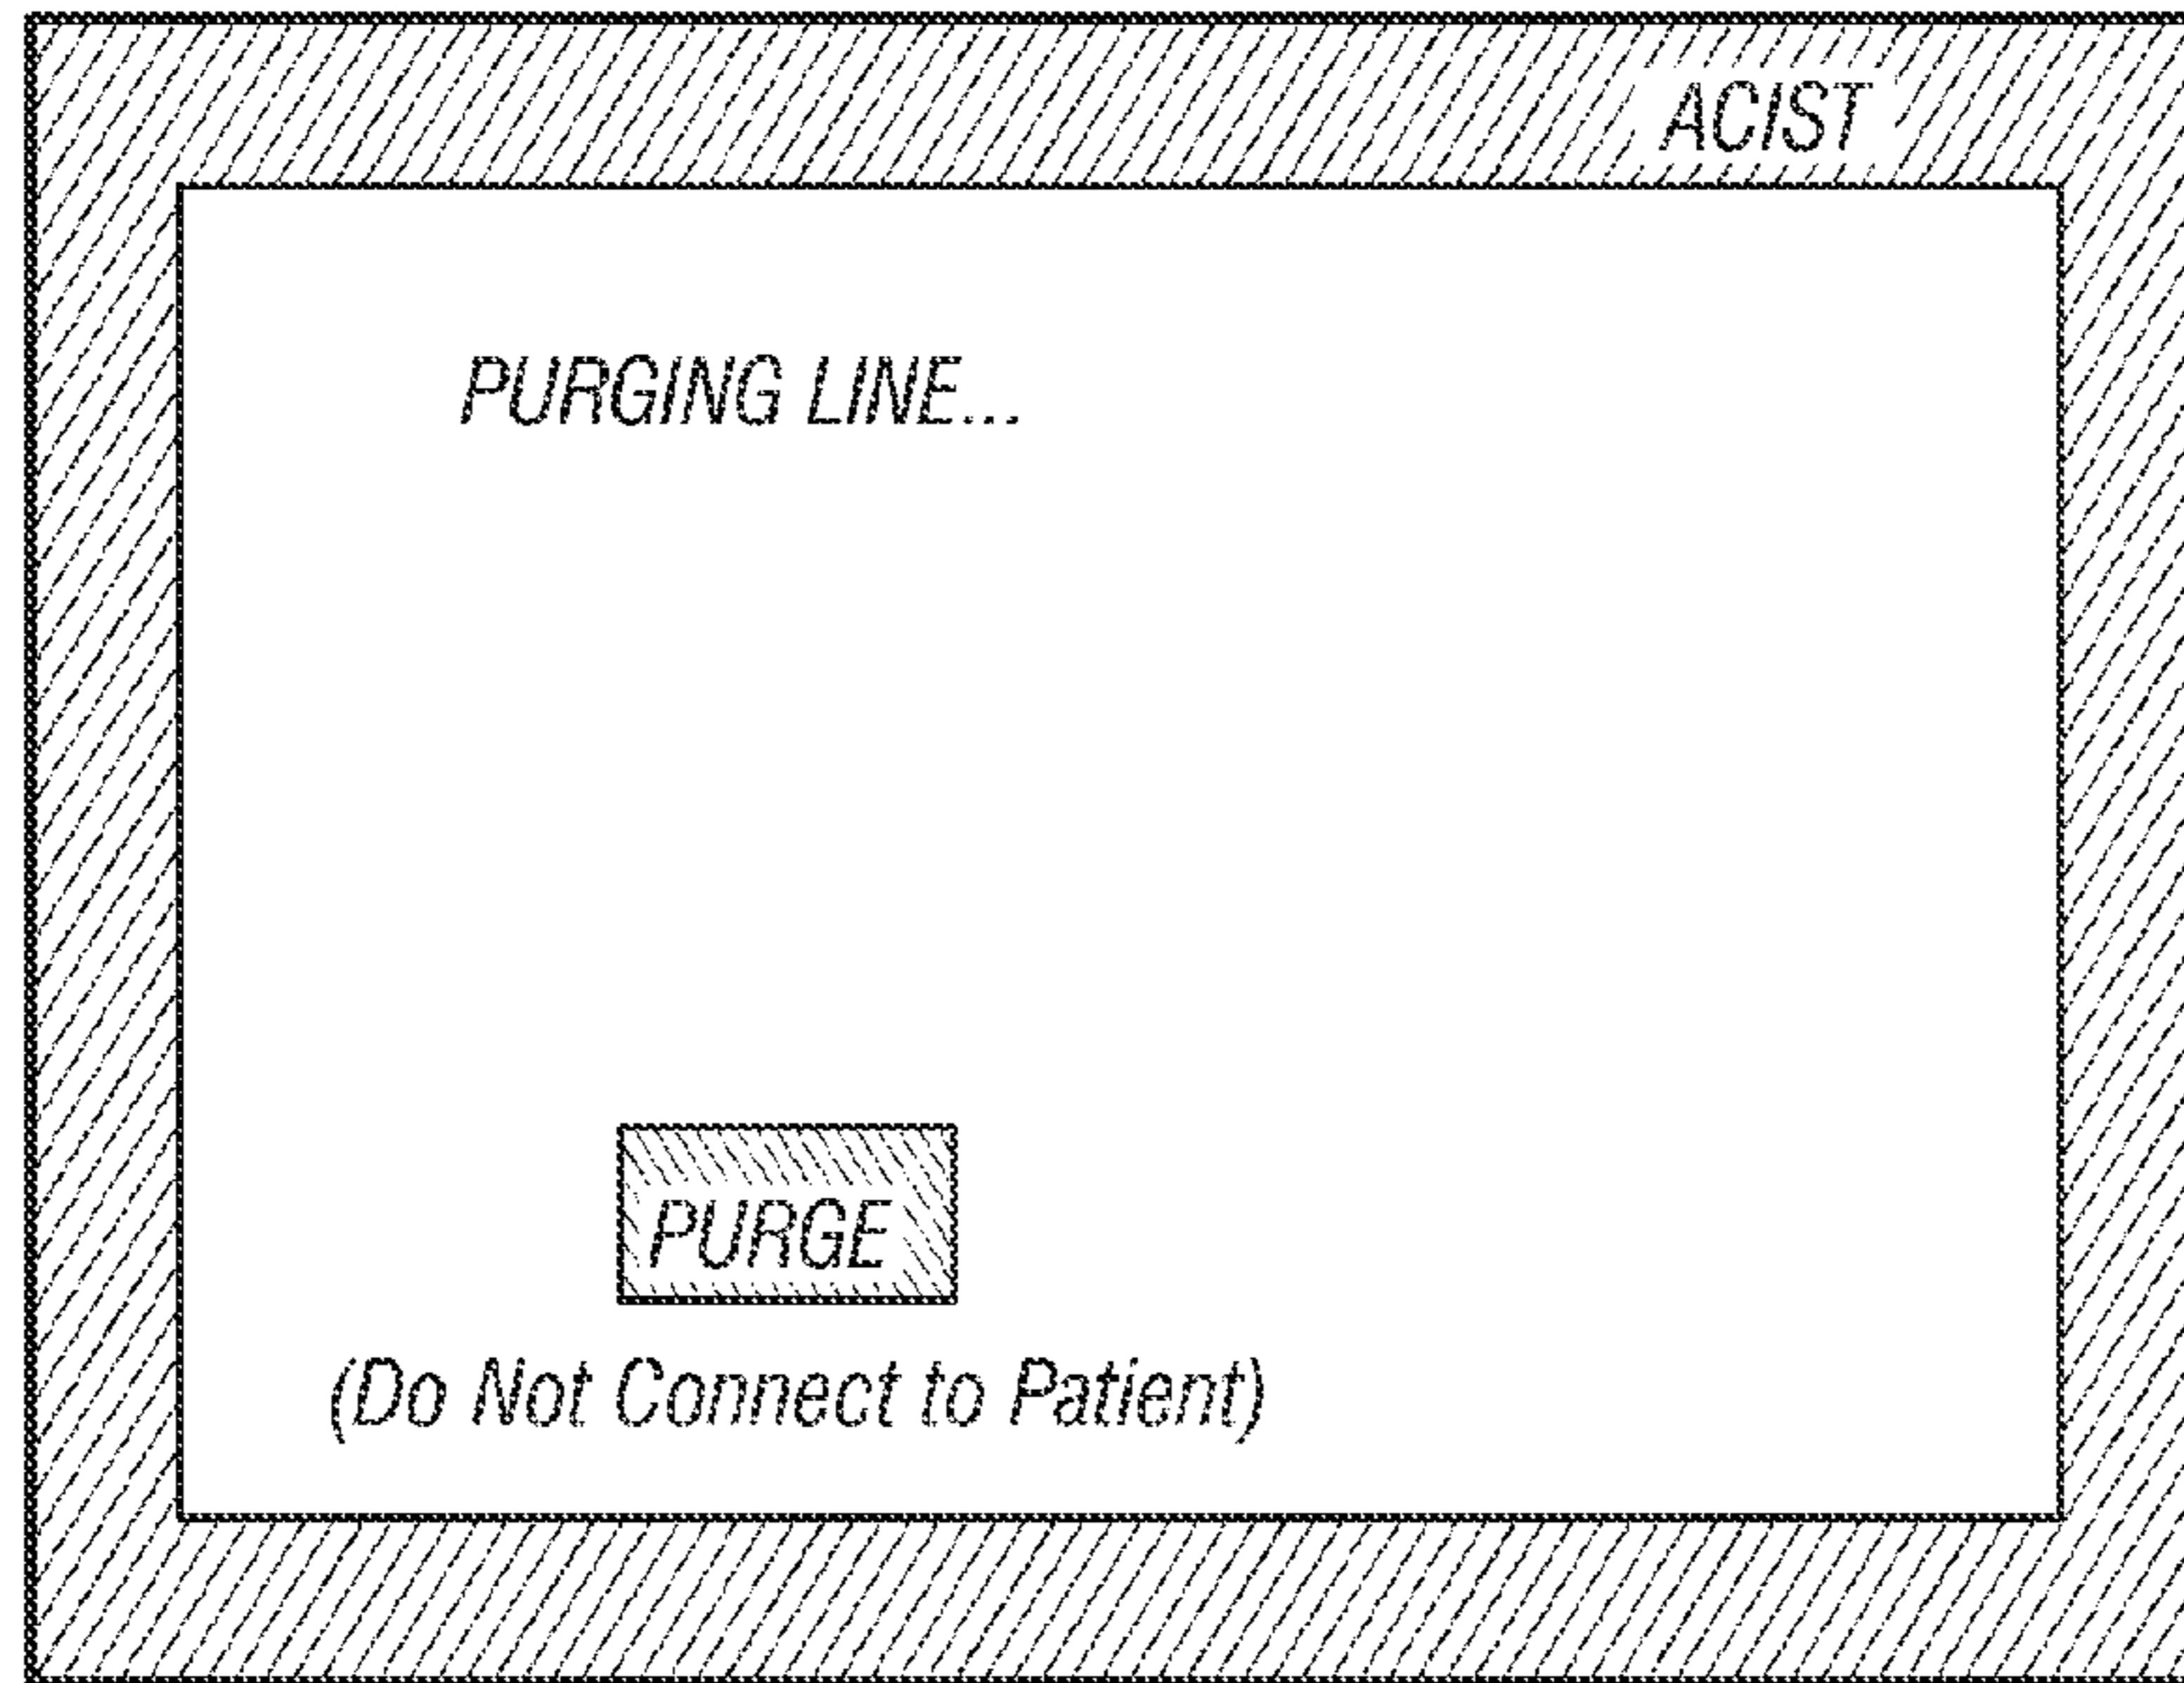 ACIST
PURGING LINE...
PURGE
(Do Not Connect to Patient)